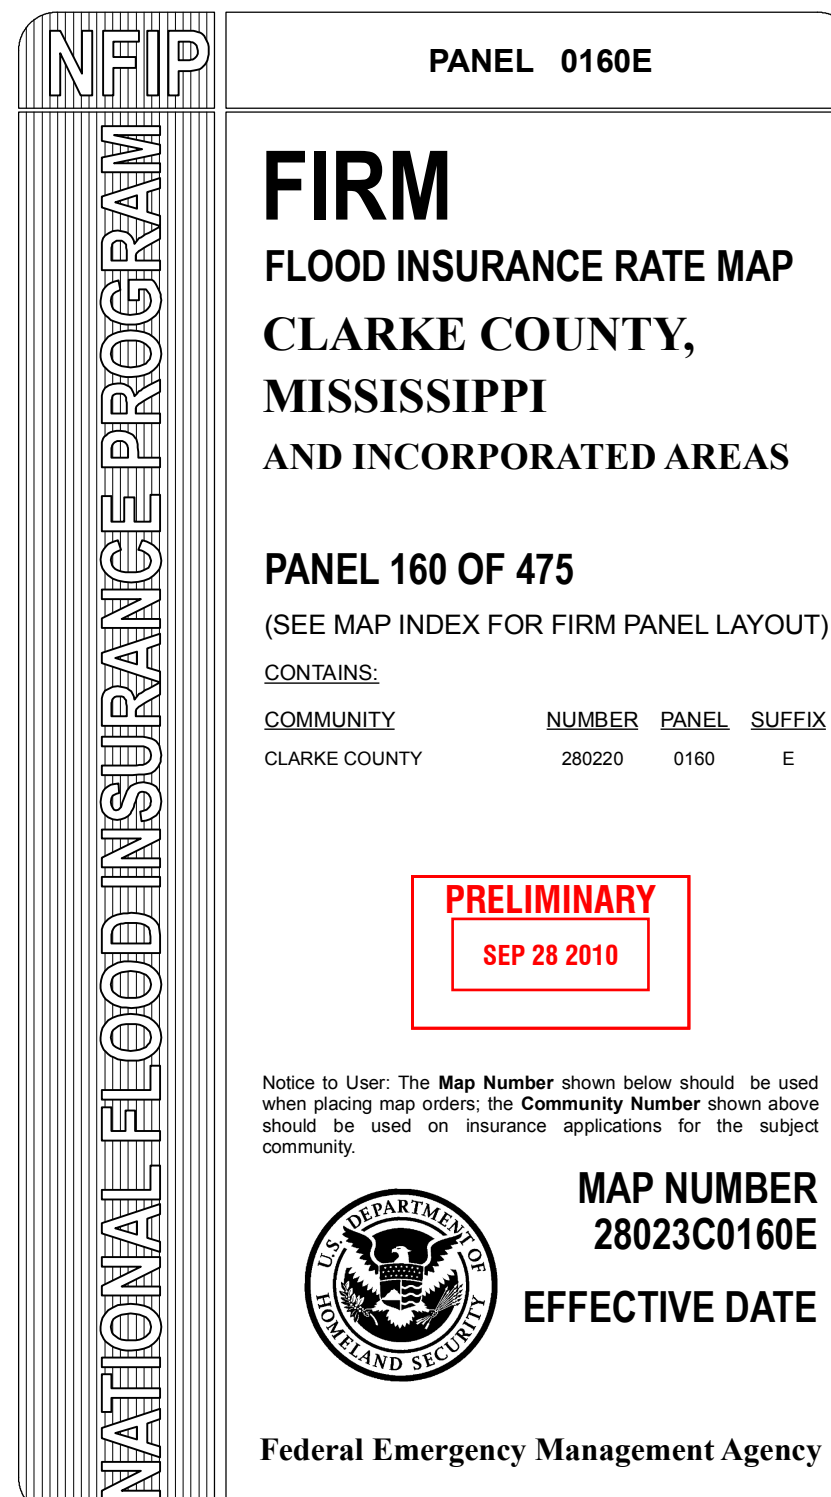 NFIP
PANEL 0160E
NATIONAL FLOOD INSURANCE PROGRAM
FIRM
FLOOD INSURANCE RATE MAP
CLARKE COUNTY,
MISSISSIPPI
AND INCORPORATED AREAS
PANEL 160 OF 475
(SEE MAP INDEX FOR FIRM PANEL LAYOUT)
CONTAINS:
COMMUNITY NUMBER PANEL SUFFIX
CLARKE COUNTY 280220 0160 E
PRELIMINARY
SEP 28 2010
Notice to User: The Map Number shown below should be used
when placing map orders; the Community Number shown above
should be used on insurance applications for the subject
community.
U.S. DEPARTMENT OF
HOMELAND SECURITY
MAP NUMBER
28023C0160E
EFFECTIVE DATE
Federal Emergency Management Agency